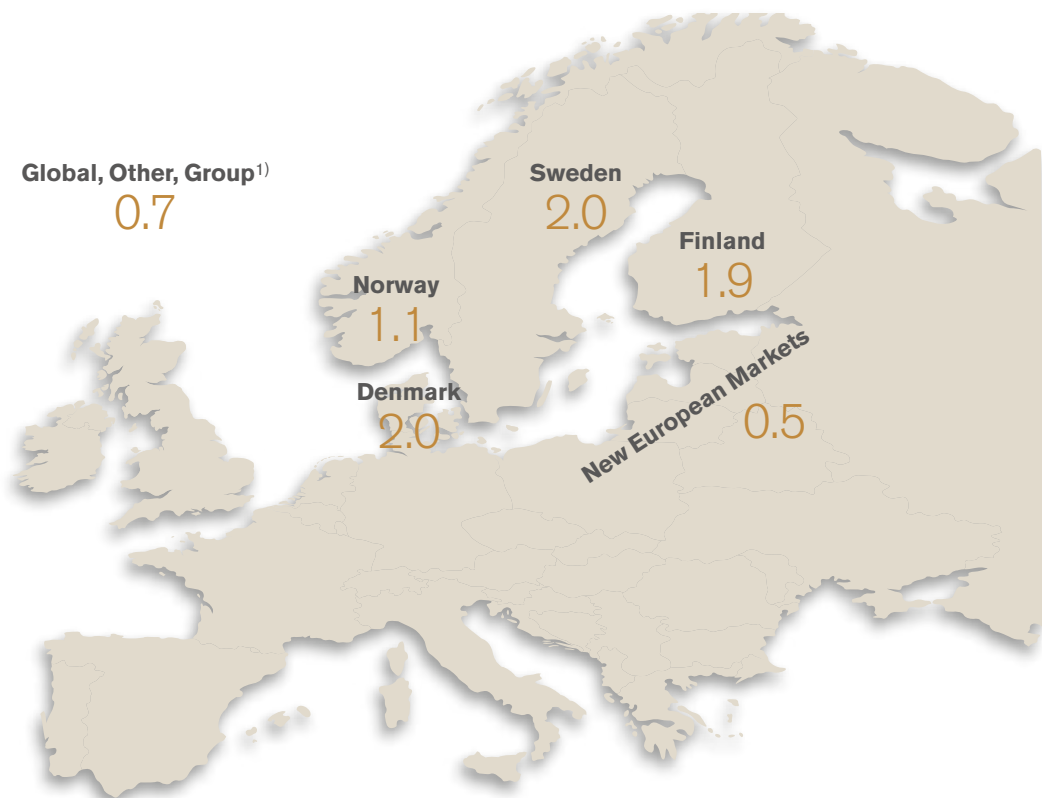 Global, Other, Group1)
0.7
Sweden
2.0
Finland
1.9
Norway
1.1
Denmark
2.0
New European Markets
0.5